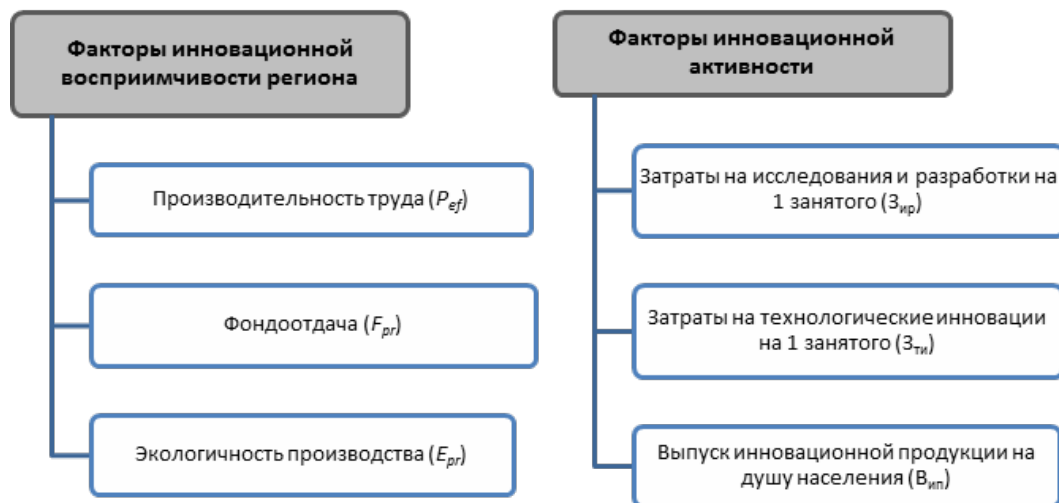 Факторы инновационной
восприимчивости региона
Производительность труда (Pef)
Фондоотдача (Fpr)
Экологичность производства (Epr)
Факторы инновационной
активности
Затраты на исследования и разработки на
1 занятого (Зир)
Затраты на технологические инновации
на 1 занятого (Зти)
Выпуск инновационной продукции на
душу населения (Вип)